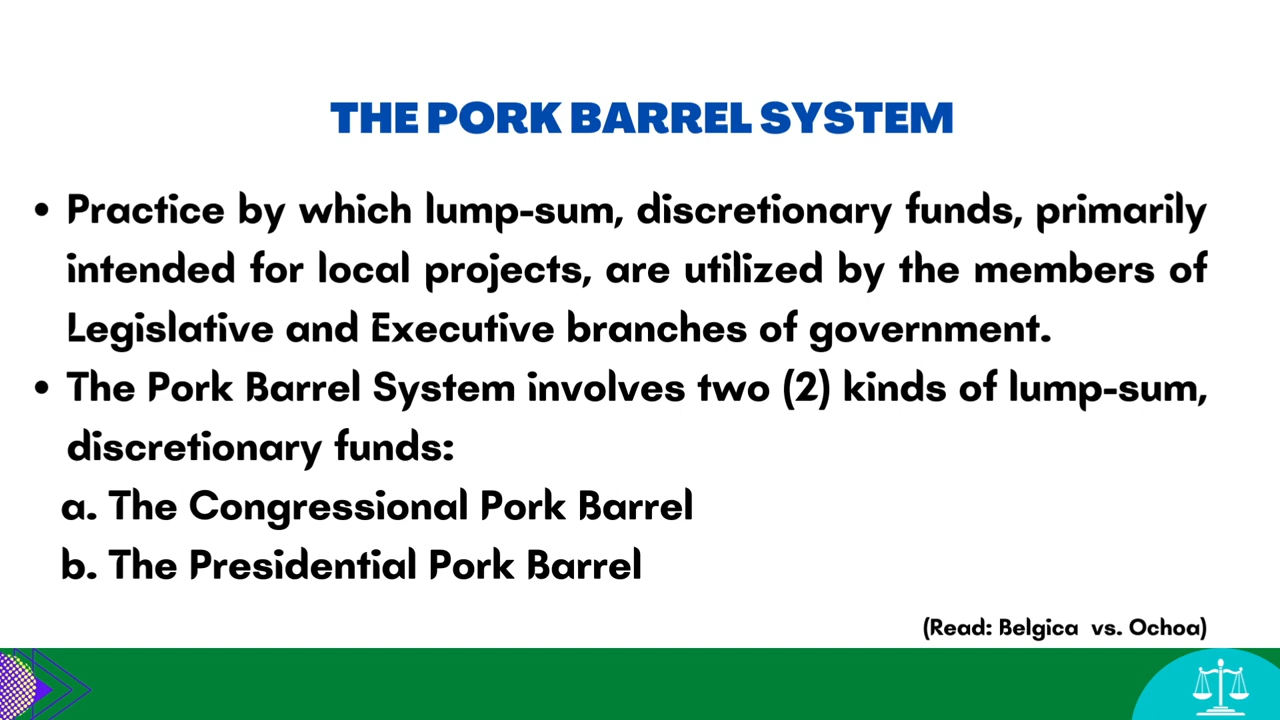 THE PORK BARREL SYSTEM
• Practice by which lump-sum, discretionary funds, primarily
intended for local projects, are utilized by the members of
Legislative and Executive branches of government.
• The Pork Barrel System involves two (2) kinds of lump-sum,
discretionary funds:
a. The Congressional Pork Barrel
b. The Presidential Pork Barrel
(Read: Belgica vs. Ochoa)